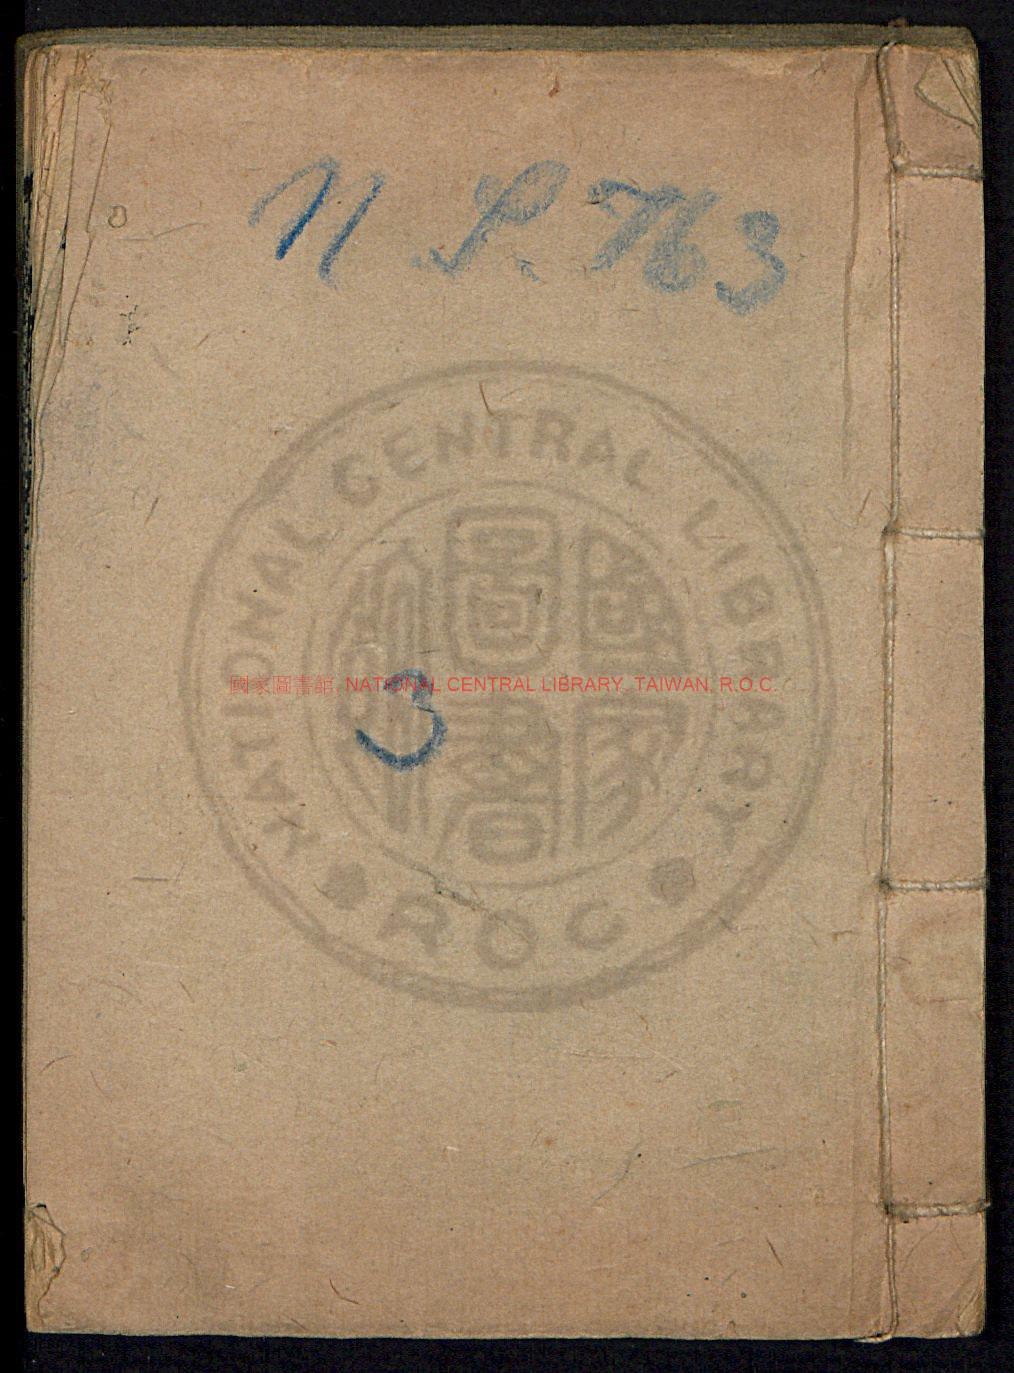 N S. 763
NATIONAL CENTRAL LIBRARY
國家圖書館
國家圖書館 NATIONAL CENTRAL LIBRARY, TAIWAN, R.O.C.
3
ROC